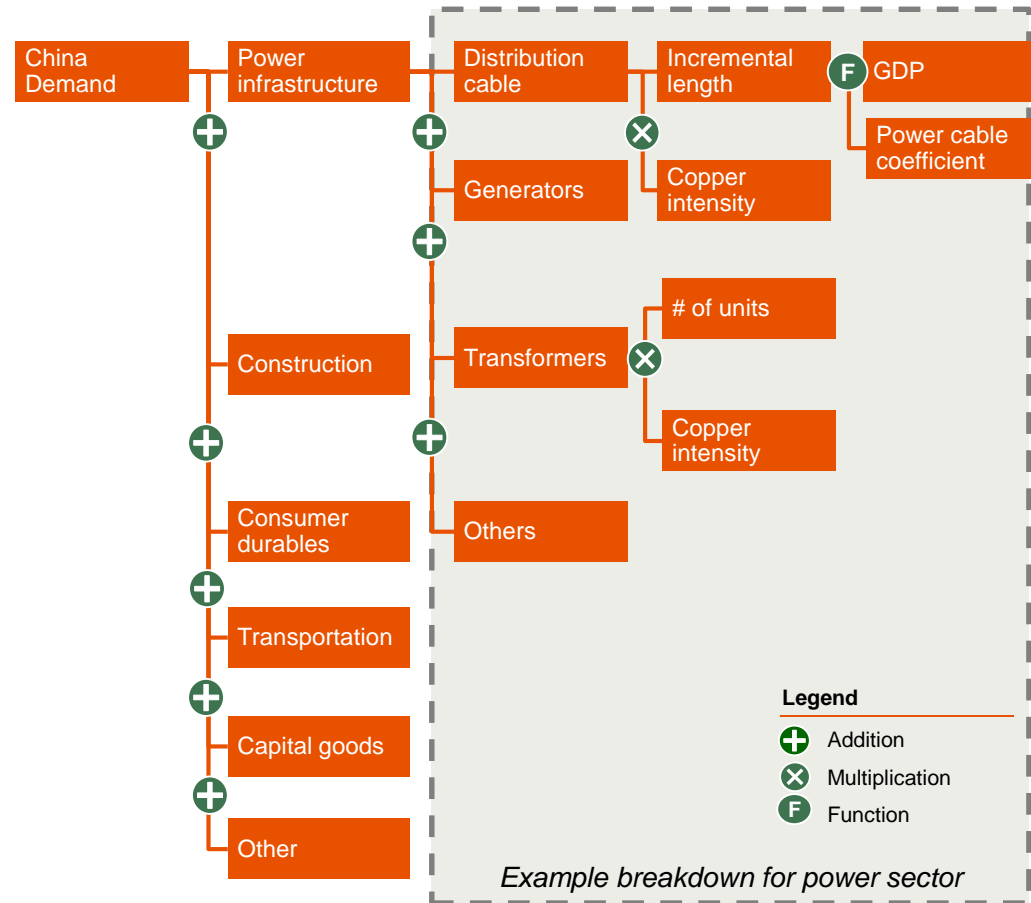 China
Demand
Power
infrastructure
Distribution
cable
Incremental
length
F
GDP
Power cable
coefficient
Generators
Copper
intensity
# of units
Construction
Transformers
Copper
intensity
Consumer
durables
Others
Transportation
Legend
Capital goods
Addition
Multiplication
F
Function
Other
Example breakdown for power sector